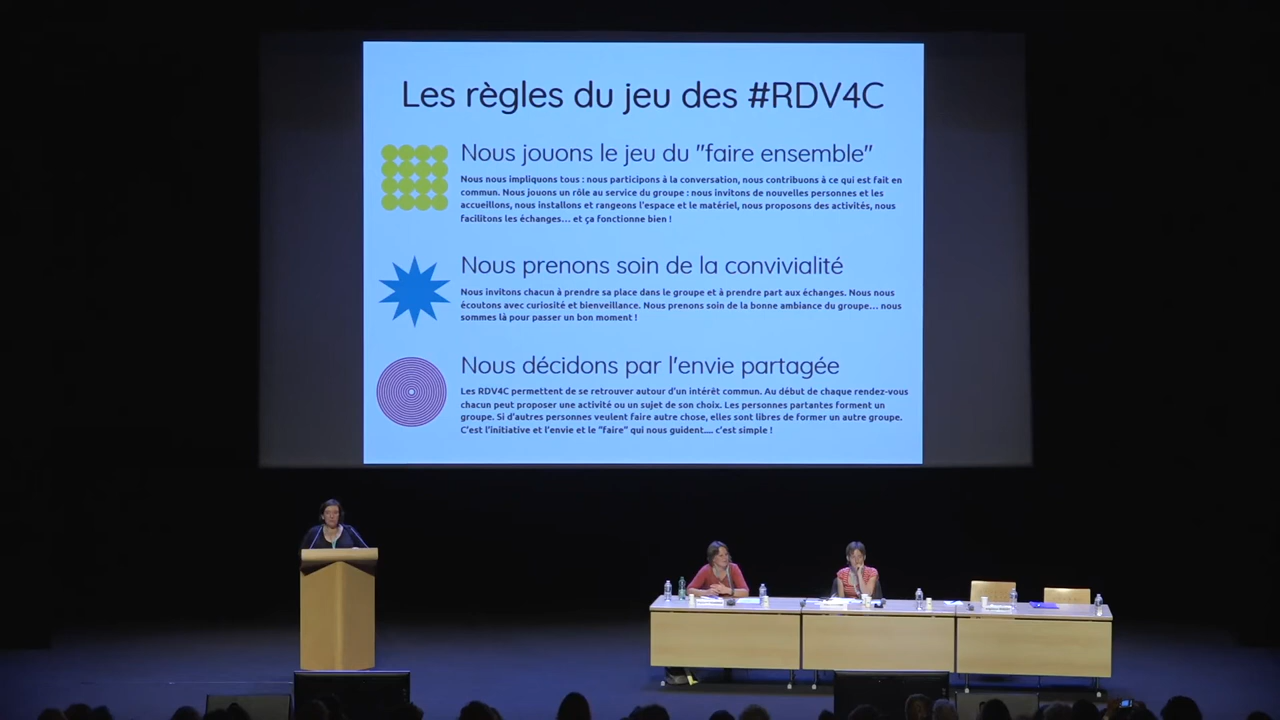 Les règles du jeu des #RDV4C
Nous jouons le jeu du "faire ensemble"
Nous nous impliquons tous : nous participons à la conversation, nous contribuons à ce qui est fait en
commun. Nous jouons un rôle au service du groupe : nous invitons de nouvelles personnes et les
accueillons, nous installons et rangeons l'espace et le matériel, nous proposons des activités, nous
facilitons les échanges... et ça fonctionne bien !
Nous prenons soin de la convivialité
Nous invitons chacun à prendre sa place dans le groupe et à prendre part aux échanges. Nous nous
écoutons avec curiosité et bienveillance. Nous prenons soin de la bonne ambiance du groupe... nous
sommes là pour passer un bon moment !
Nous décidons par l'envie partagée
Les RDV4C permettent de se retrouver autour d'un intérêt commun. Au début de chaque rendez-vous
chacun peut proposer une activité ou un sujet de son choix. Les personnes partantes forment un
groupe. Si d'autres personnes veulent faire autre chose, elles sont libres de former un autre groupe.
C'est l'initiative et l'envie et le "faire" qui nous guident.... c'est simple !